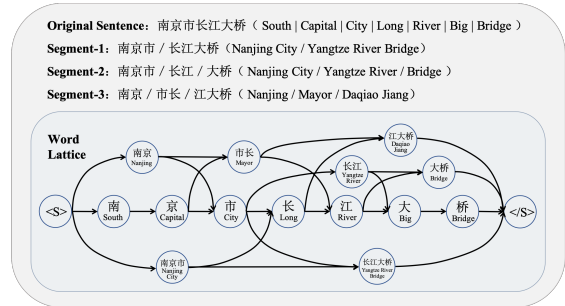 Original Sentence: 南京市长江大桥（ South | Capital | City | Long | River | Big | Bridge ）
Segment-1: 南京市 / 长江大桥（Nanjing City / Yangtze River Bridge）
Segment-2: 南京市 / 长江 / 大桥（ Nanjing City / Yangtze River / Bridge ）
Segment-3: 南京 / 市长 / 江大桥（ Nanjing / Mayor / Daqiao Jiang）
Word
Lattice
江大桥
Daqiao
Jiang
南京
Nanjing
市长
Mayor
长江
Yangtze
River
大桥
Bridge
<S>
南
South
京
Capital
市
City
长
Long
江
River
大
Big
桥
Bridge
</S>
南京市
Nanjing
City
长江大桥
Yangtze River
Bridge